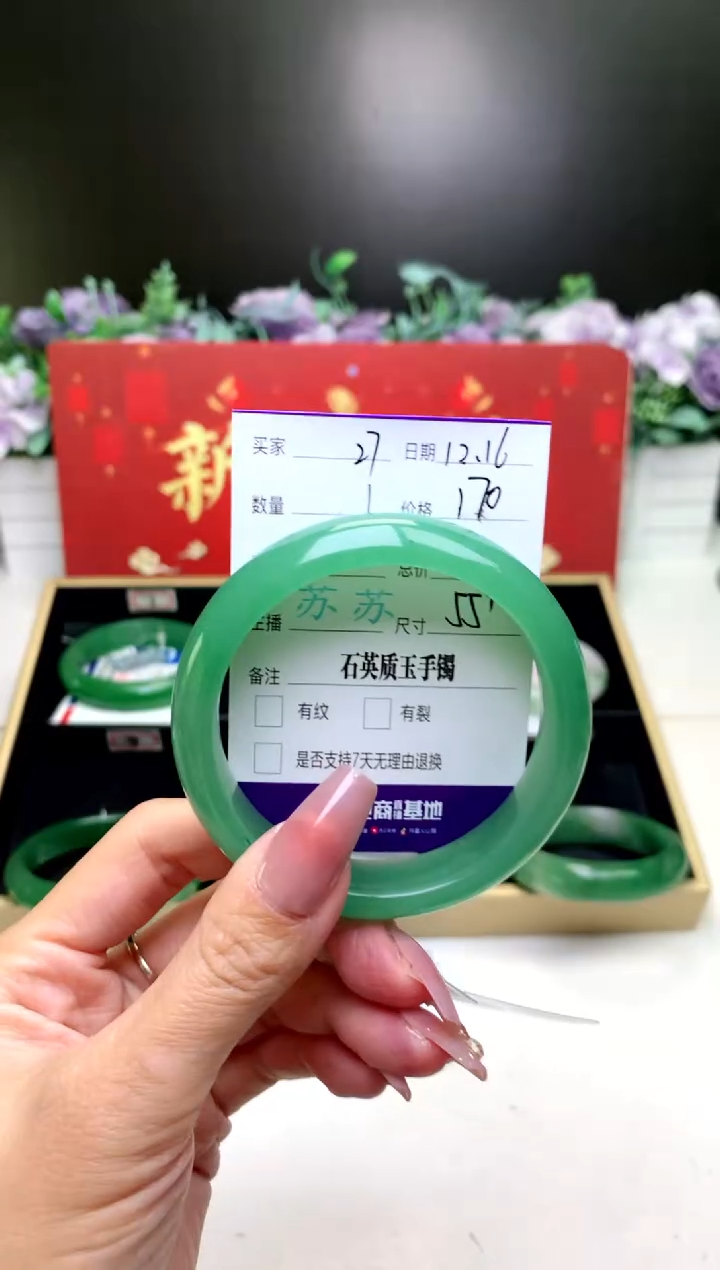 新
买家 27 日期 12.16
数量 1 价格 170
总价
主播 苏苏 尺寸 55
备注 石英质玉手镯
有纹 有裂
是否支持7天无理由退换
商 基地